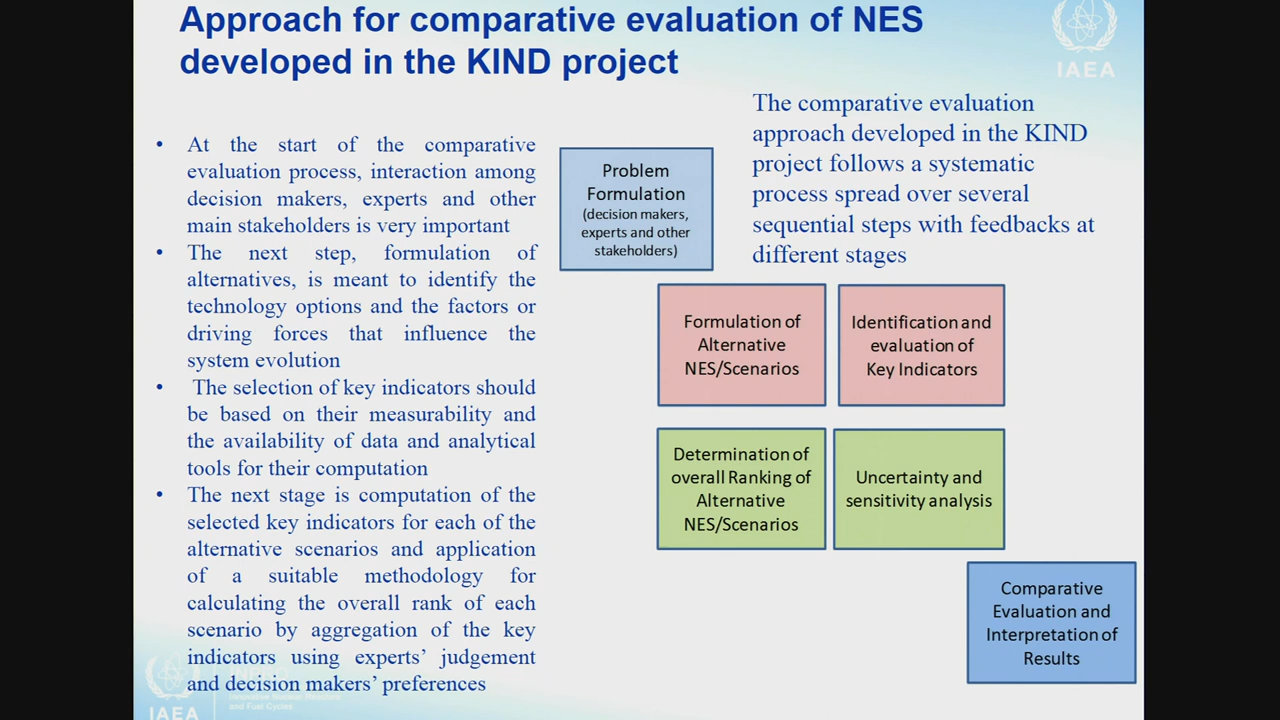 Approach for comparative evaluation of NES
developed in the KIND project
IAEA
• At the start of the comparative
evaluation process, interaction among
decision makers, experts and other
main stakeholders is very important
• The next step, formulation of
alternatives, is meant to identify the
technology options and the factors or
driving forces that influence the
system evolution
• The selection of key indicators should
be based on their measurability and
the availability of data and analytical
tools for their computation
• The next stage is computation of the
selected key indicators for each of the
alternative scenarios and application
of a suitable methodology for
calculating the overall rank of each
scenario by aggregation of the key
indicators using experts' judgement
and decision makers' preferences
The comparative evaluation
approach developed in the KIND
project follows a systematic
process spread over several
sequential steps with feedbacks at
different stages
Problem
Formulation
(decision makers,
experts and other
stakeholders)
Formulation of
Alternative
NES/Scenarios
Identification and
evaluation of
Key Indicators
Determination of
overall Ranking of
Alternative
NES/Scenarios
Uncertainty and
sensitivity analysis
Comparative
Evaluation and
Interpretation of
Results
IAEA
and Fuel Cycles